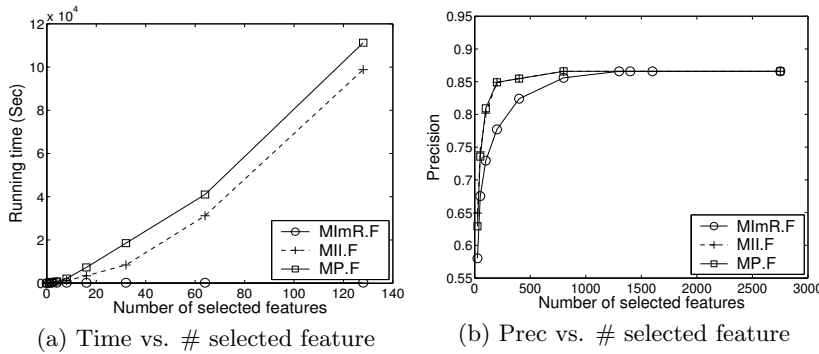 x 10⁴
12
10
8
6
4
2
0
Running time (Sec)
0 20 40 60 80 100 120 140
Number of selected features
MImR.F
MII.F
MP.F
(a) Time vs. # selected feature
0.95
0.9
0.85
0.8
0.75
0.7
0.65
0.6
0.55
Precision
0 500 1000 1500 2000 2500 3000
Number of selected features
MImR.F
MII.F
MP.F
(b) Prec vs. # selected feature